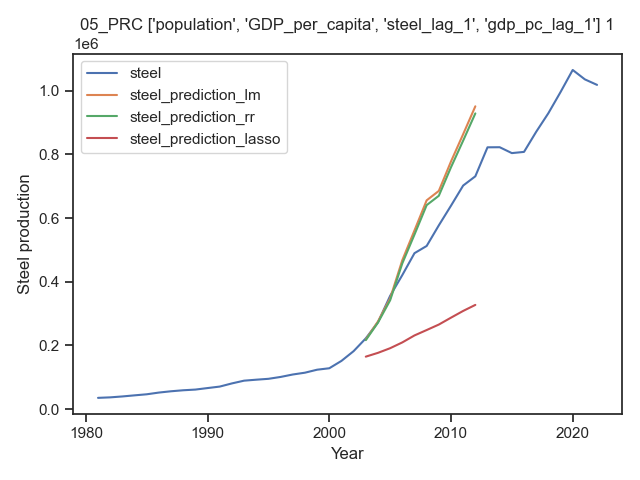 05_PRC ['population', 'GDP_per_capita', 'steel_lag_1', 'gdp_pc_lag_1'] 1
1e6
steel
steel_prediction_lm
steel_prediction_rr
steel_prediction_lasso
1.0
0.8
0.6
0.4
0.2
0.0
Steel production
1980
1990
2000
2010
2020
Year